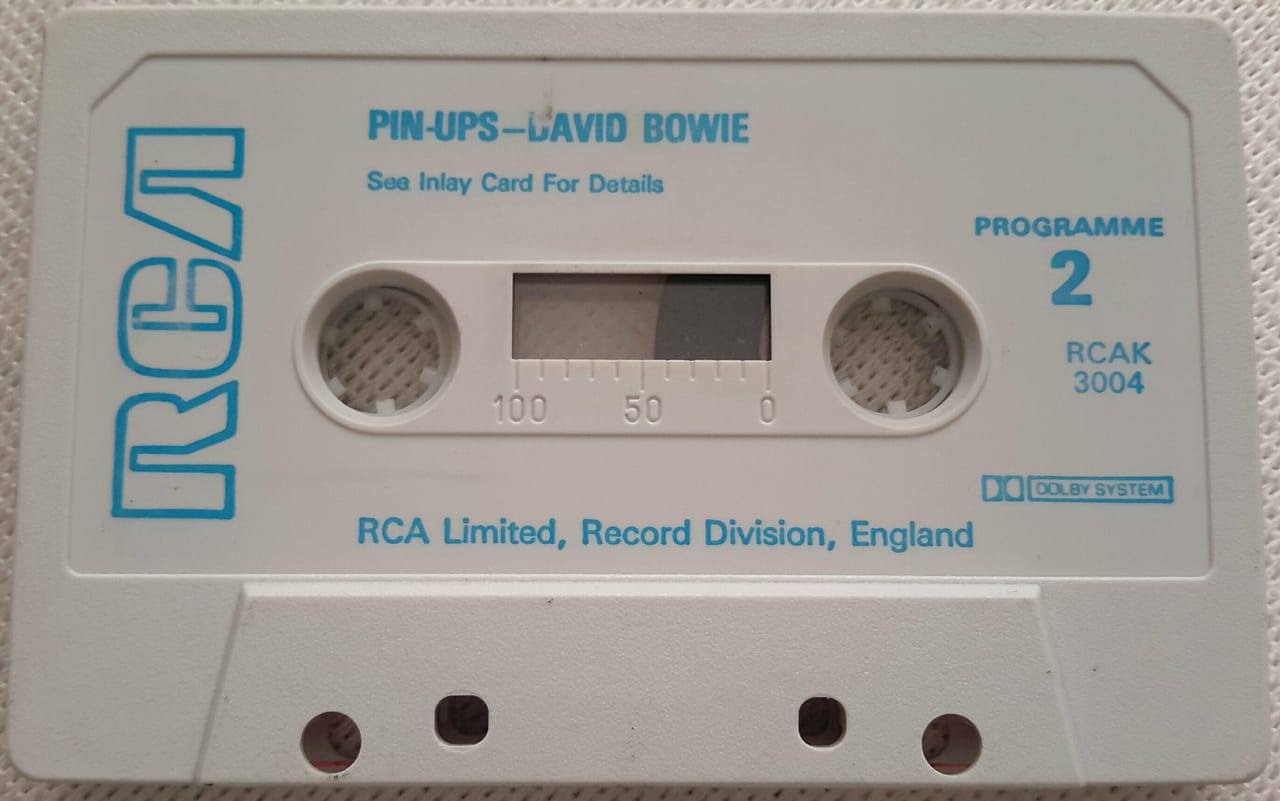 RCA
PIN-UPS—DAVID BOWIE
See Inlay Card For Details
PROGRAMME
2
RCAK
3004
100 50 0
DOLBY SYSTEM
RCA Limited, Record Division, England